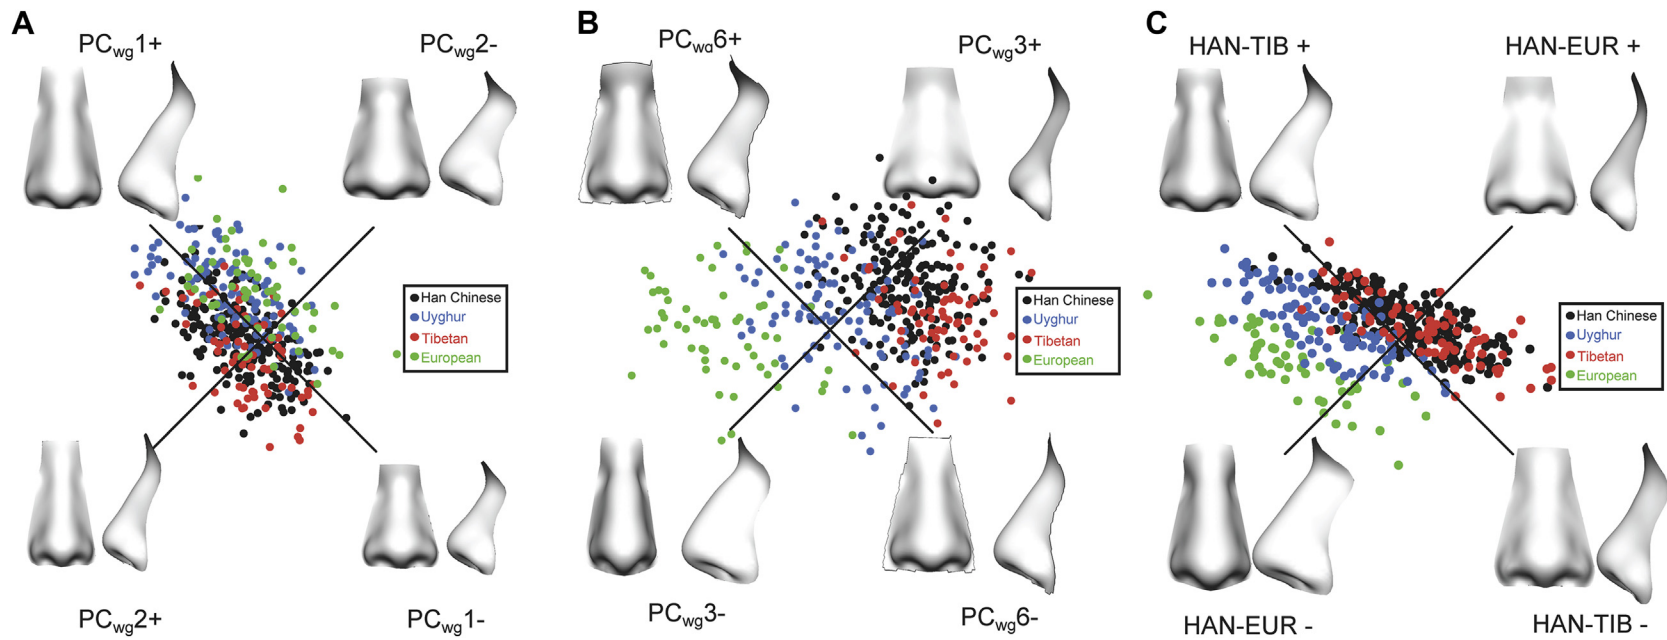 A
PCwg1+
PCwg2-
Han Chinese
Uyghur
Tibetan
European
PCwg2+
PCwg1-
B
PCwg6+
PCwg3+
Han Chinese
Uyghur
Tibetan
European
PCwg3-
PCwg6-
C
HAN-TIB +
HAN-EUR +
Han Chinese
Uyghur
Tibetan
European
HAN-EUR -
HAN-TIB -